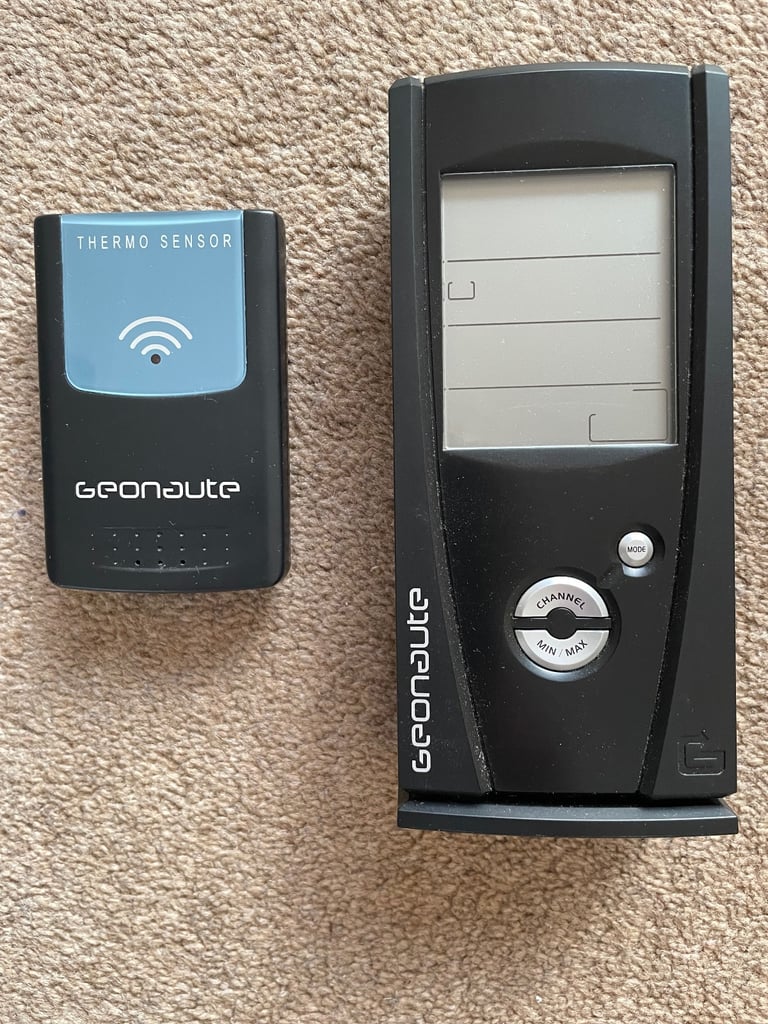 THERMO SENSOR
Geonaute
MODE
CHANNEL
MIN / MAX
Geonaute